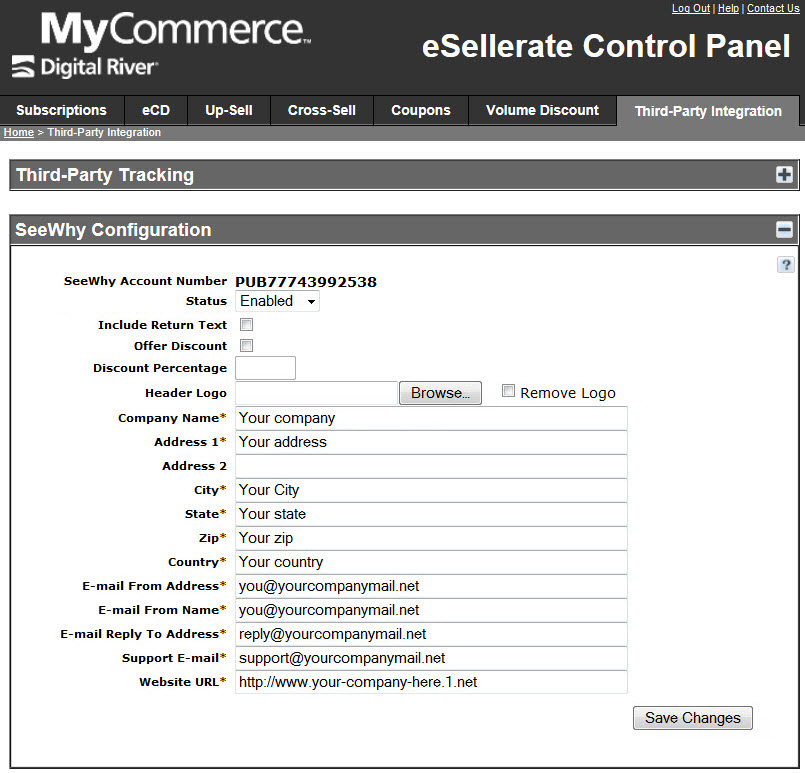 Log Out | Help | Contact Us
MyCommerce™
Digital River®
eSellerate Control Panel
Subscriptions eCD Up-Sell Cross-Sell Coupons Volume Discount Third-Party Integration
Home > Third-Party Integration
Third-Party Tracking
SeeWhy Configuration
?
SeeWhy Account Number PUB77743992538
Status Enabled
Include Return Text
Offer Discount
Discount Percentage
Header Logo Browse... Remove Logo
Company Name* Your company
Address 1* Your address
Address 2
City* Your City
State* Your state
Zip* Your zip
Country* Your country
E-mail From Address* you@yourcompanymail.net
E-mail From Name* you@yourcompanymail.net
E-mail Reply To Address* reply@yourcompanymail.net
Support E-mail* support@yourcompanymail.net
Website URL* http://www.your-company-here.1.net
Save Changes